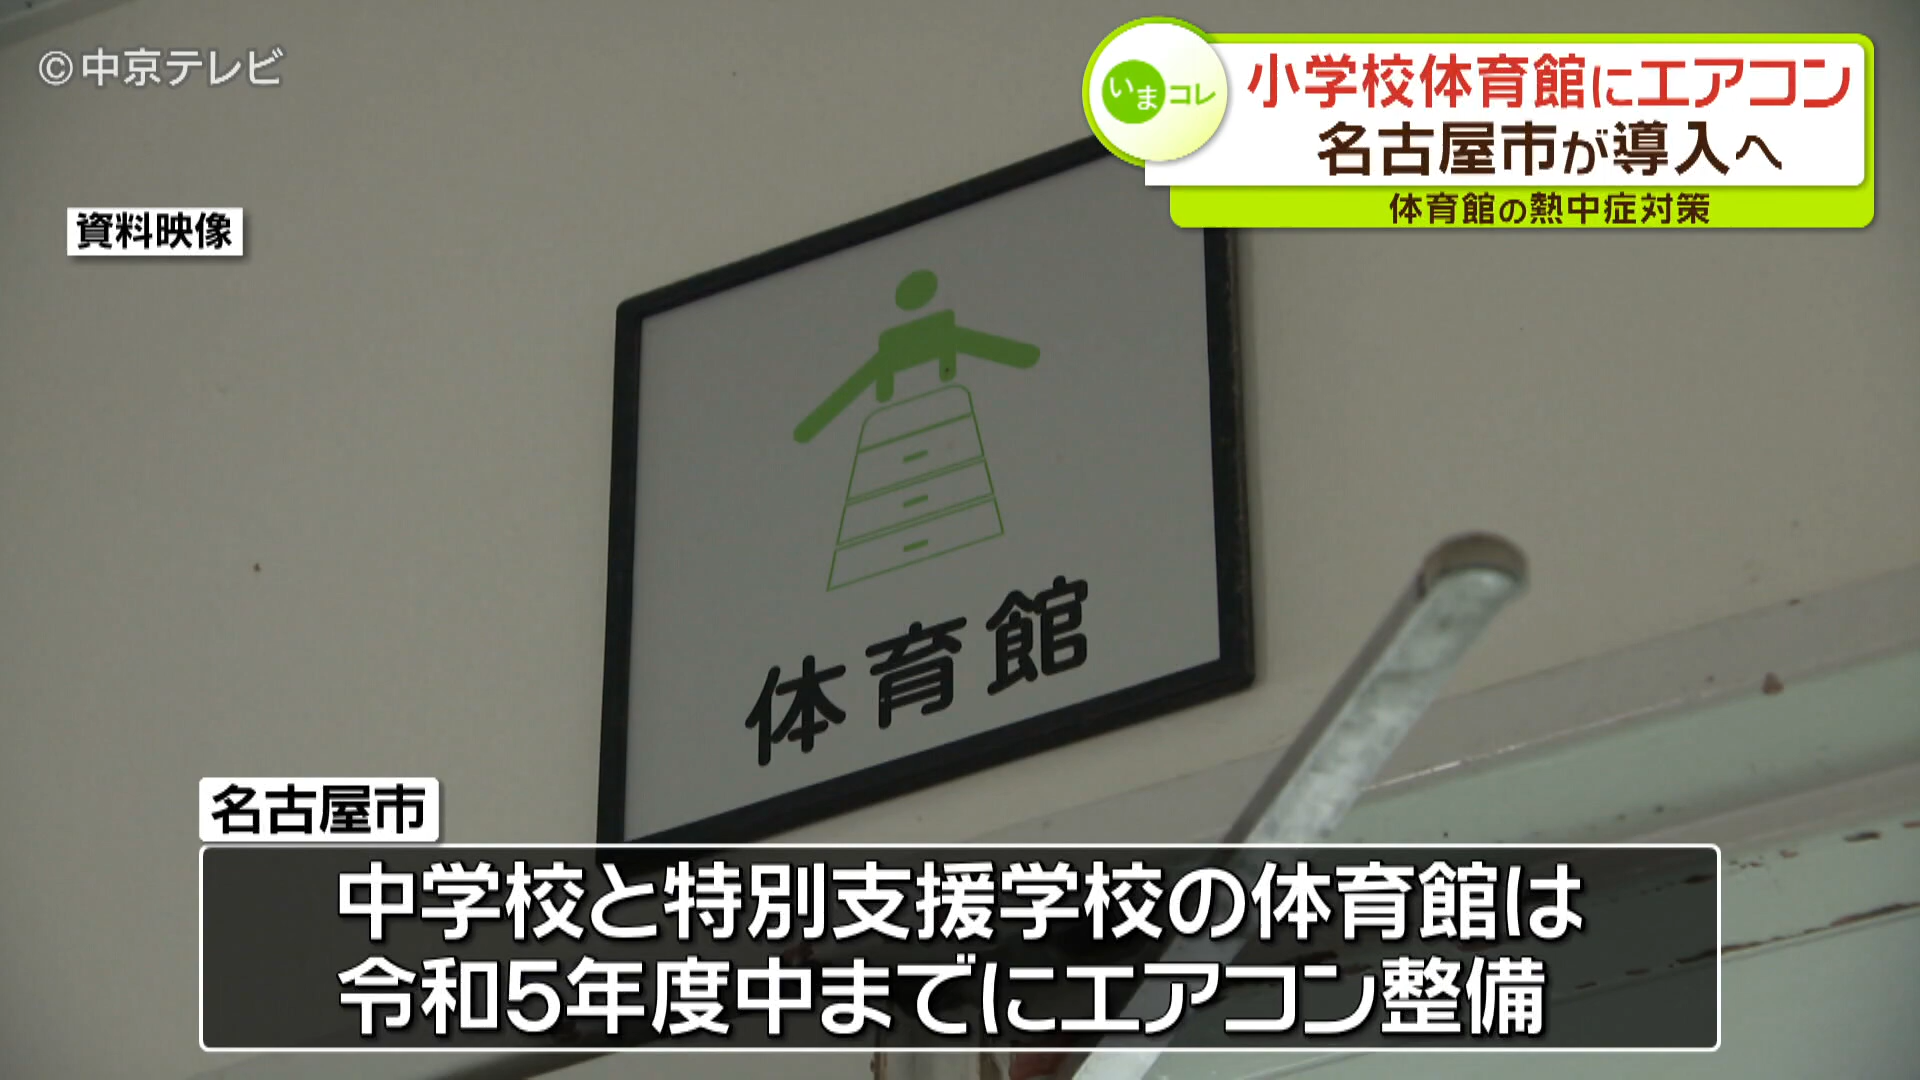 ©中京テレビ
いまコレ
小学校体育館にエアコン
名古屋市が導入へ
体育館の熱中症対策
資料映像
体育館
名古屋市
中学校と特別支援学校の体育館は
令和5年度中までにエアコン整備